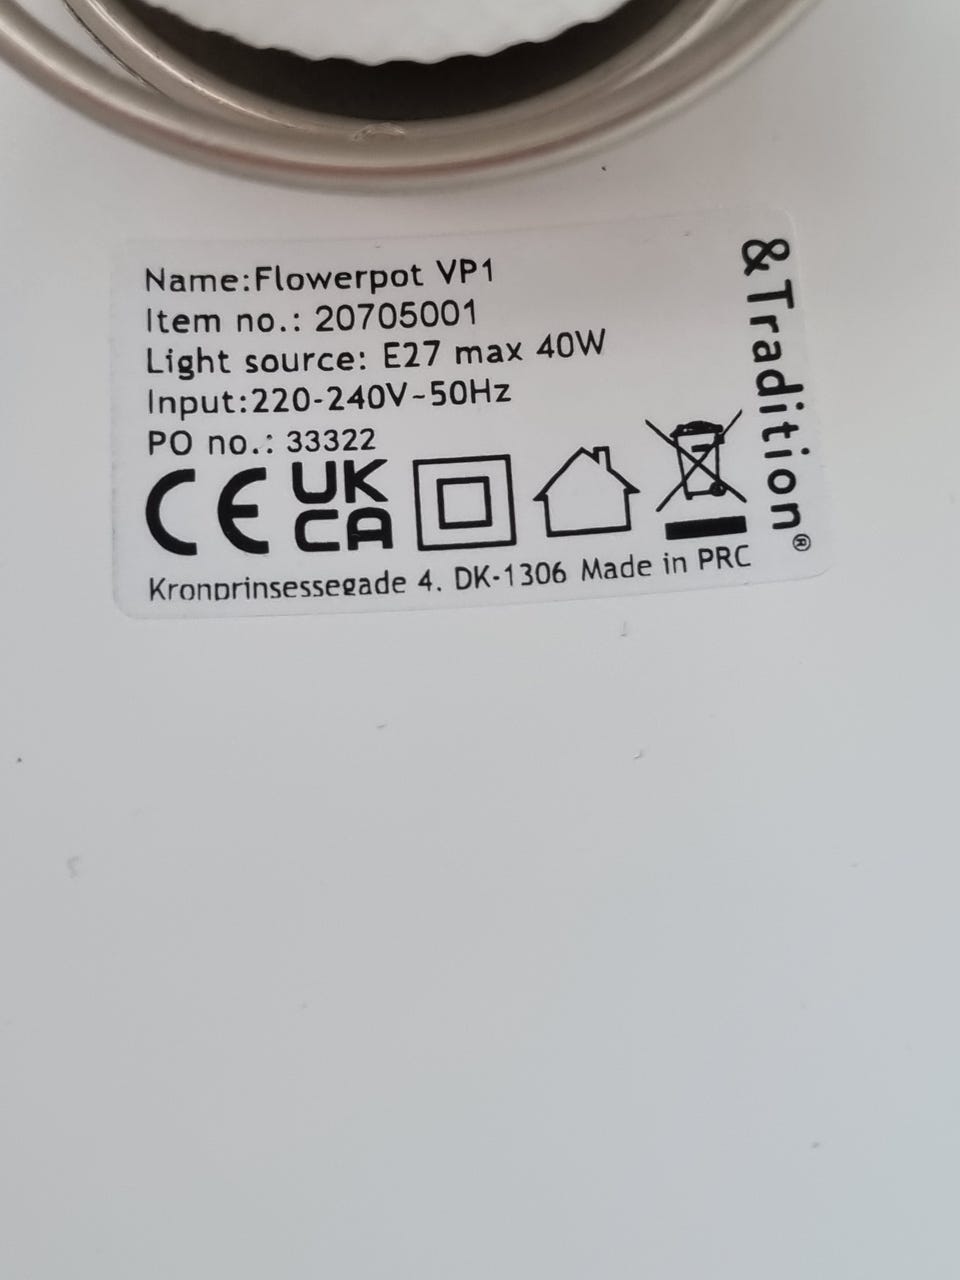 Name:Flowerpot VP1
Item no.: 20705001
Light source: E27 max 40W
Input:220-240V~50Hz
PO no.: 33322
CE UK CA
Kronprinsessegade 4. DK-1306 Made in PRC
&Tradition®